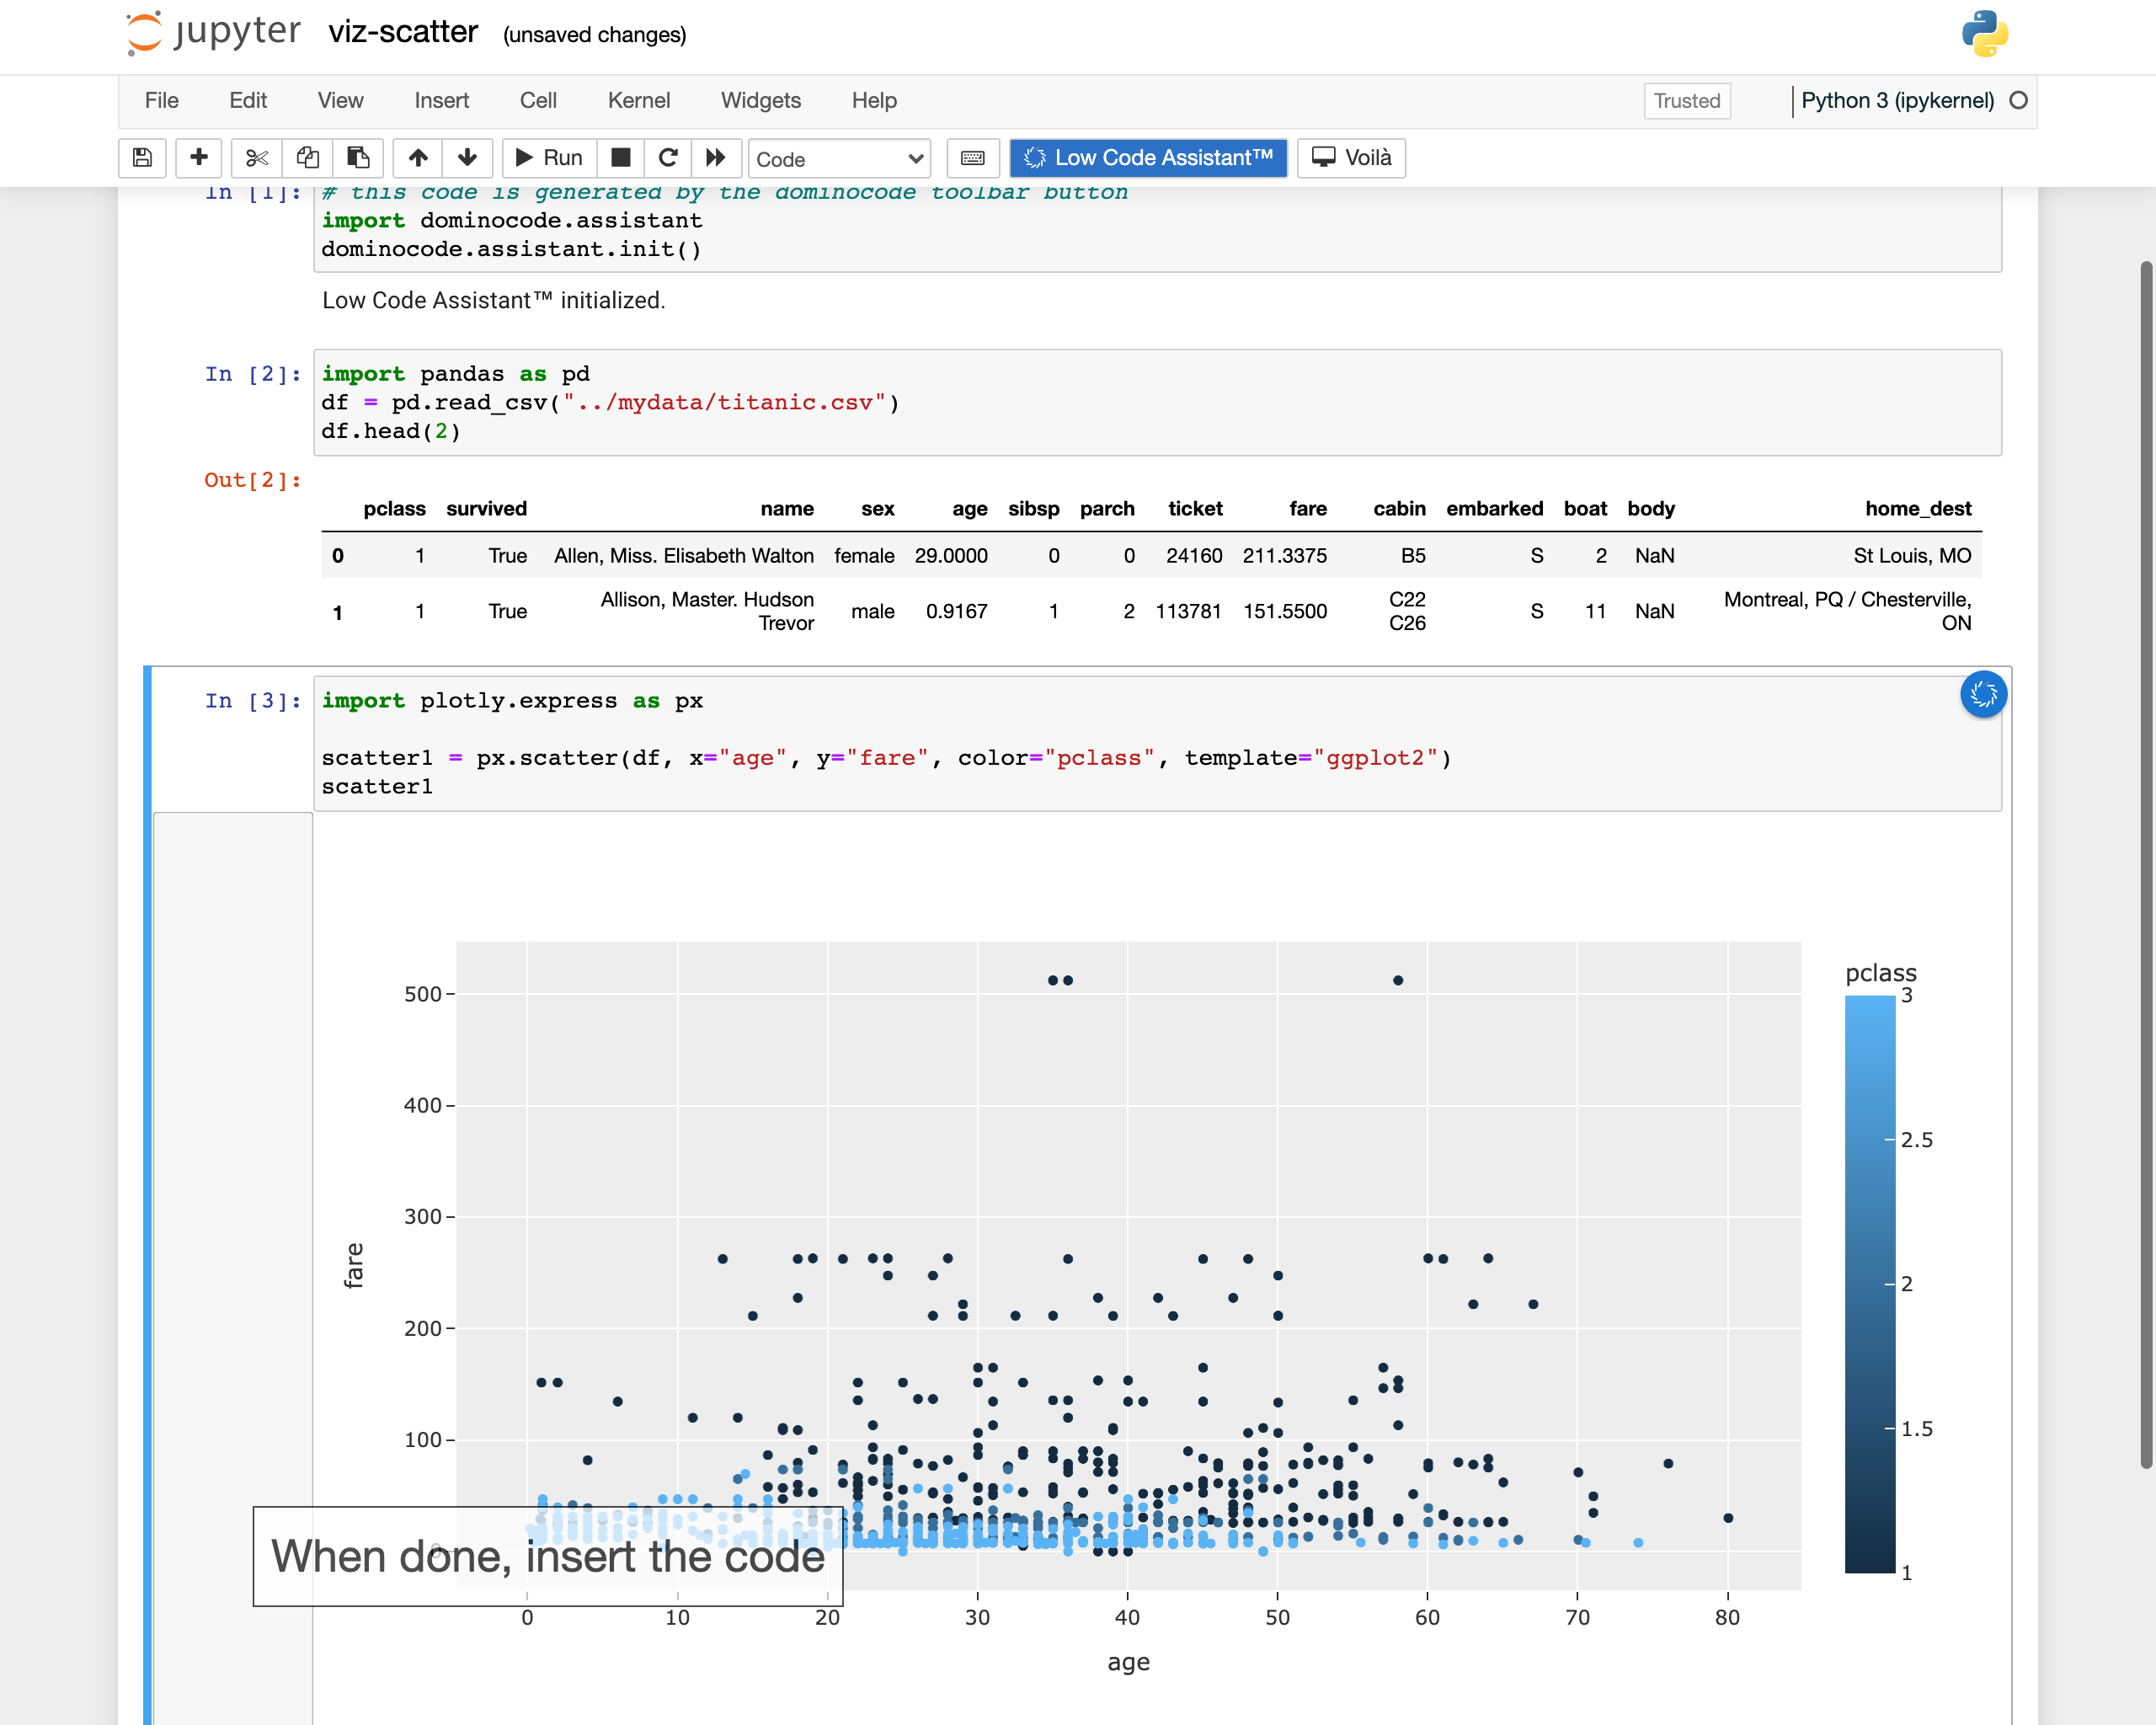 jupyter viz-scatter (unsaved changes)
File Edit View Insert Cell Kernel Widgets Help Trusted Python 3 (ipykernel)
Run Code Low Code Assistant™ Voilà
In [1]: # this code is generated by the dominocode toolbar button
import dominocode.assistant
dominocode.assistant.init()
Low Code Assistant™ initialized.
In [2]: import pandas as pd
df = pd.read_csv("../mydata/titanic.csv")
df.head(2)
Out[2]:
pclass survived name sex age sibsp parch ticket fare cabin embarked boat body home_dest
0 1 True Allen, Miss. Elisabeth Walton female 29.0000 0 0 24160 211.3375 B5 S 2 NaN St Louis, MO
1 1 True Allison, Master. Hudson Trevor male 0.9167 1 2 113781 151.5500 C22 C26 S 11 NaN Montreal, PQ / Chesterville, ON
In [3]: import plotly.express as px
scatter1 = px.scatter(df, x="age", y="fare", color="pclass", template="ggplot2")
scatter1
pclass
3
2.5
2
1.5
1
500
400
300
200
100
0
fare
When done, insert the code
0 10 20 30 40 50 60 70 80
age